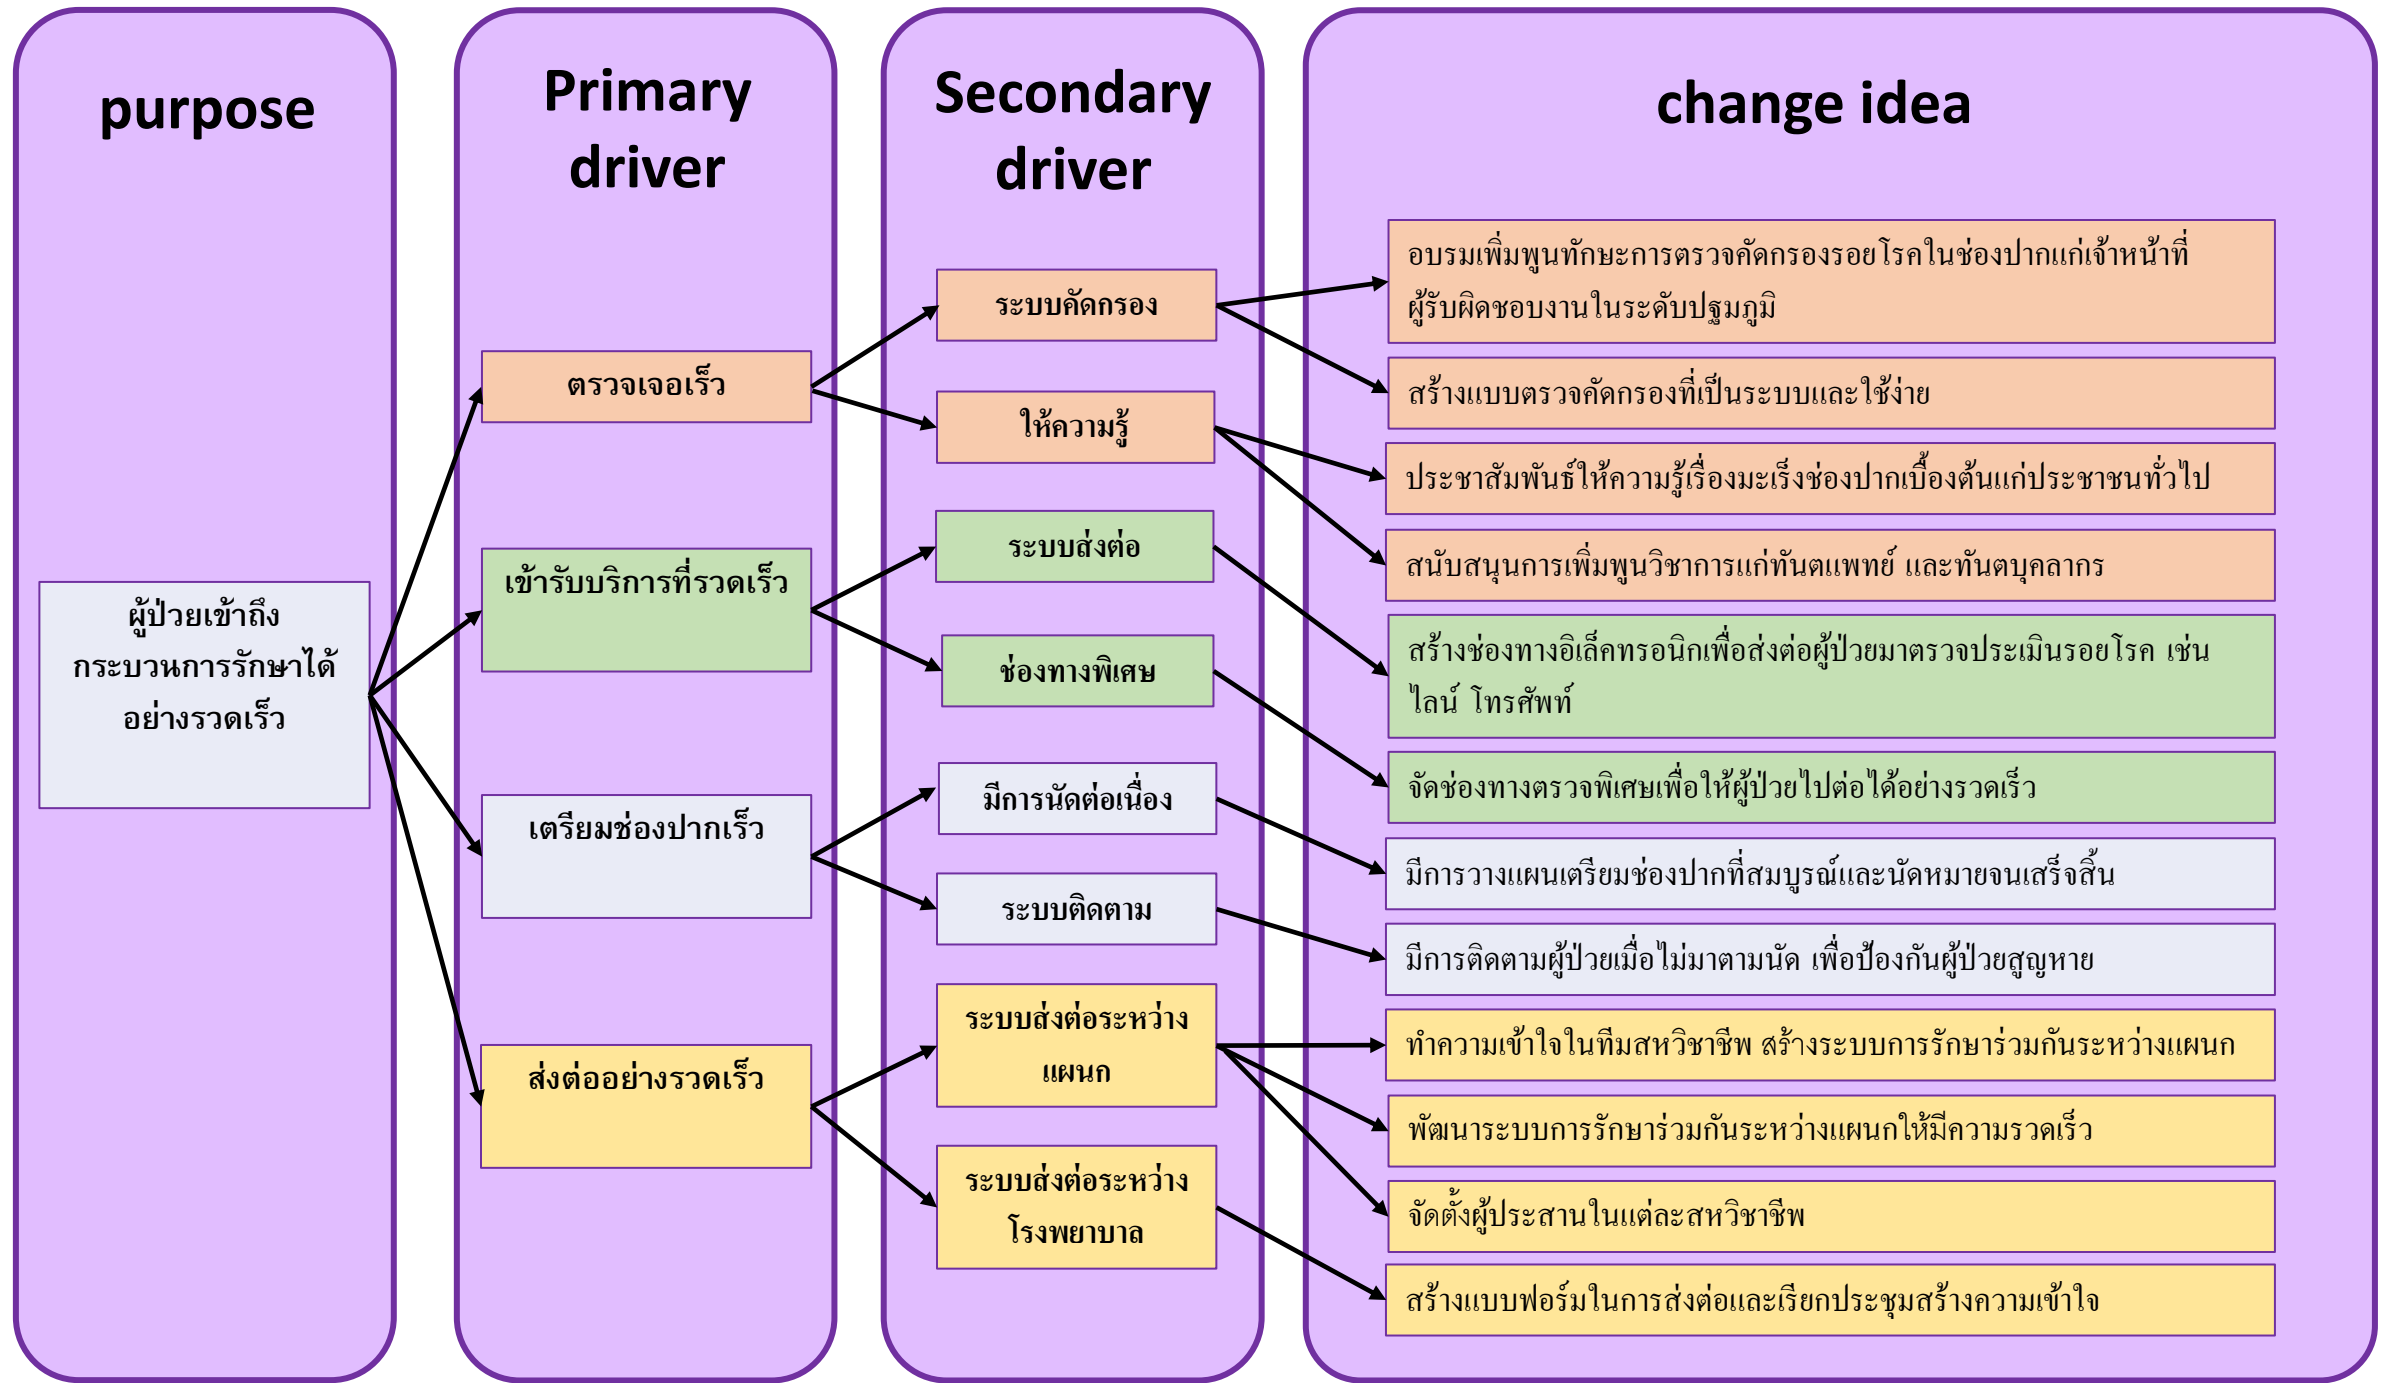 purpose
ผู้ป่วยเข้าถึง
กระบวนการรักษาได้
อย่างรวดเร็ว
Primary
driver
ตรวจเจอเร็ว
เข้ารับบริการที่รวดเร็ว
เตรียมช่องปากเร็ว
ส่งต่ออย่างรวดเร็ว
Secondary
driver
ระบบคัดกรอง
ให้ความรู้
ระบบส่งต่อ
ช่องทางพิเศษ
มีการนัดต่อเนื่อง
ระบบติดตาม
ระบบส่งต่อระหว่าง
แผนก
ระบบส่งต่อระหว่าง
โรงพยาบาล
change idea
อบรมเพิ่มพูนทักษะการตรวจคัดกรองรอยโรคในช่องปากแก่เจ้าหน้าที่
ผู้รับผิดชอบงานในระดับปฐมภูมิ
สร้างแบบตรวจคัดกรองที่เป็นระบบและใช้ง่าย
ประชาสัมพันธ์ให้ความรู้เรื่องมะเร็งช่องปากเบื้องต้นแก่ประชาชนทั่วไป
สนับสนุนการเพิ่มพูนวิชาการแก่ทันตแพทย์ และทันตบุคลากร
สร้างช่องทางอิเล็คทรอนิกเพื่อส่งต่อผู้ป่วยมาตรวจประเมินรอยโรค เช่น
ไลน์ โทรศัพท์
จัดช่องทางตรวจพิเศษเพื่อให้ผู้ป่วยไปต่อได้อย่างรวดเร็ว
มีการวางแผนเตรียมช่องปากที่สมบูรณ์และนัดหมายจนเสร็จสิ้น
มีการติดตามผู้ป่วยเมื่อไม่มาตามนัด เพื่อป้องกันผู้ป่วยสูญหาย
ทำความเข้าใจในทีมสหวิชาชีพ สร้างระบบการรักษาร่วมกันระหว่างแผนก
พัฒนาระบบการรักษาร่วมกันระหว่างแผนกให้มีความรวดเร็ว
จัดตั้งผู้ประสานในแต่ละสหวิชาชีพ
สร้างแบบฟอร์มในการส่งต่อและเรียกประชุมสร้างความเข้าใจ